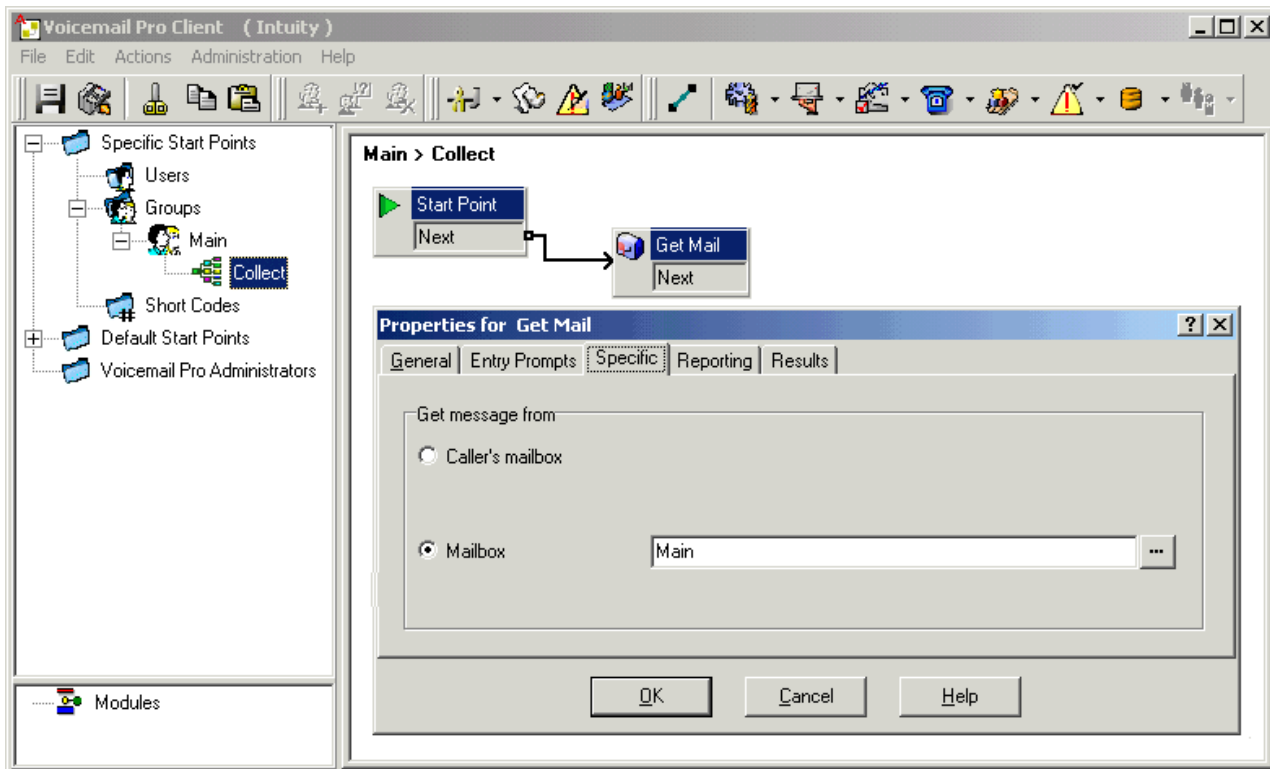 Voicemail Pro Client ( Intuity )
File Edit Actions Administration Help
Specific Start Points
Users
Groups
Main
Collect
Short Codes
Default Start Points
Voicemail Pro Administrators
Modules
Main > Collect
Start Point
Next
Get Mail
Next
Properties for Get Mail
General Entry Prompts Specific Reporting Results
Get message from
Caller's mailbox
Mailbox Main ...
OK Cancel Help